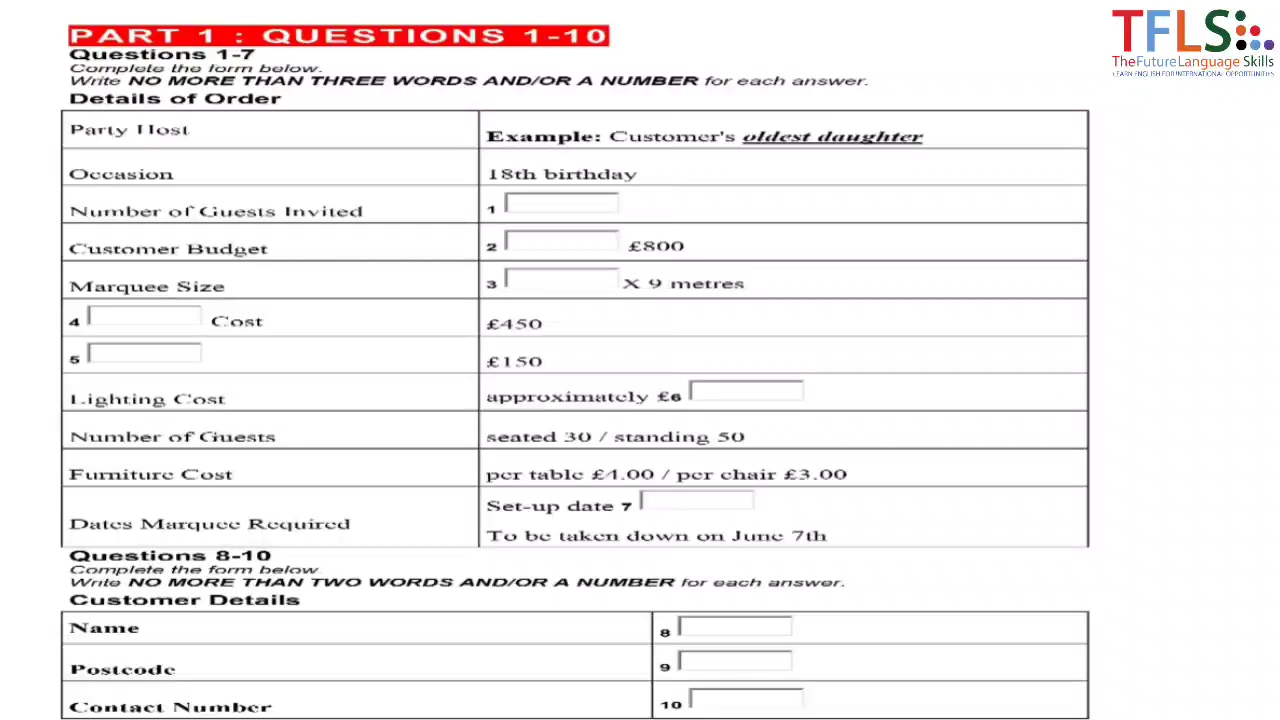 PART 1 : QUESTIONS 1-10
TFLS
TheFutureLanguageSkills
LEARN ENGLISH FOR INTERNATIONAL OPPORTUNITIES
Questions 1-7
Complete the form below.
Write NO MORE THAN THREE WORDS AND/OR A NUMBER for each answer.
Details of Order
Party Host
Example: Customer's oldest daughter
Occasion
18th birthday
Number of Guests Invited
1
Customer Budget
2 £800
Marquee Size
3 X 9 metres
4 Cost
£450
5
£150
Lighting Cost
approximately £6
Number of Guests
seated 30 / standing 50
Furniture Cost
per table £4.00 / per chair £3.00
Dates Marquee Required
Set-up date 7
To be taken down on June 7th
Questions 8-10
Complete the form below
Write NO MORE THAN TWO WORDS AND/OR A NUMBER for each answer.
Customer Details
Name
8
Postcode
9
Contact Number
10